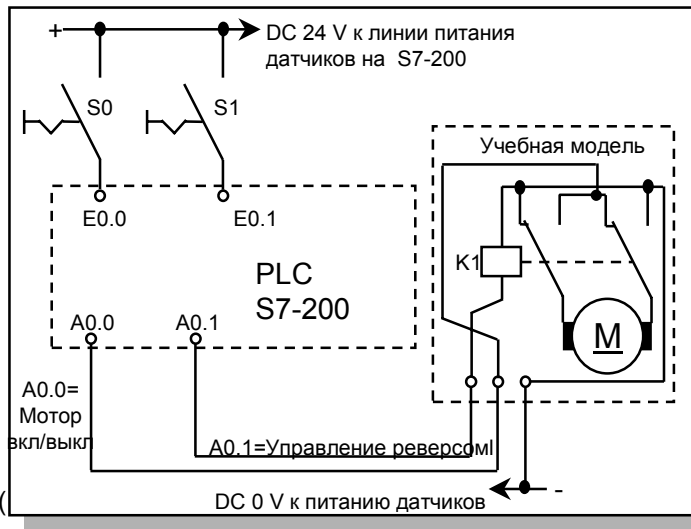 +
DC 24 V к линии питания
датчиков на S7-200
S0
S1
Учебная модель
E0.0
E0.1
K1
PLC
S7-200
M
A0.0
A0.1
A0.0=
Мотор
вкл/выкл
A0.1=Управление реверсомl
DC 0 V к питанию датчиков
-
(